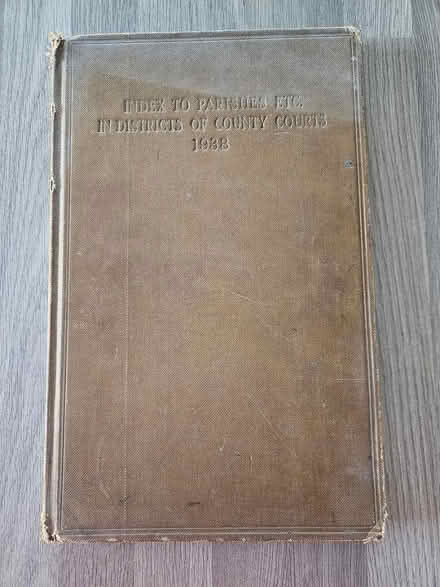 INDEX TO PARISHES ETC.
IN DISTRICTS OF COUNTY COURTS
1938